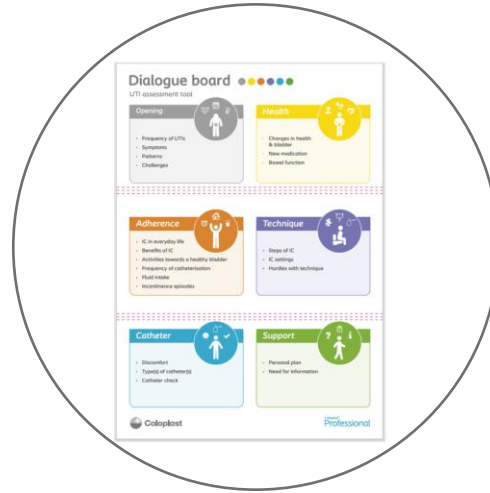 Dialogue board
UTI assessment tool
Opening
- Frequency of UTIs
- Symptoms
- Patterns
- Challenges
Health
- Changes in health
& bladder
- New medication
- Bowel function
Adherence
- IC in everyday life
- Benefits of IC
- Activities towards a healthy bladder
- Frequency of catheterisation
- Fluid intake
- Incontinence episodes
Technique
- Steps of IC
- IC settings
- Hurdles with technique
Catheter
- Discomfort
- Type(s) of catheter(s)
- Catheter check
Support
- Personal plan
- Need for information
Coloplast
Professional